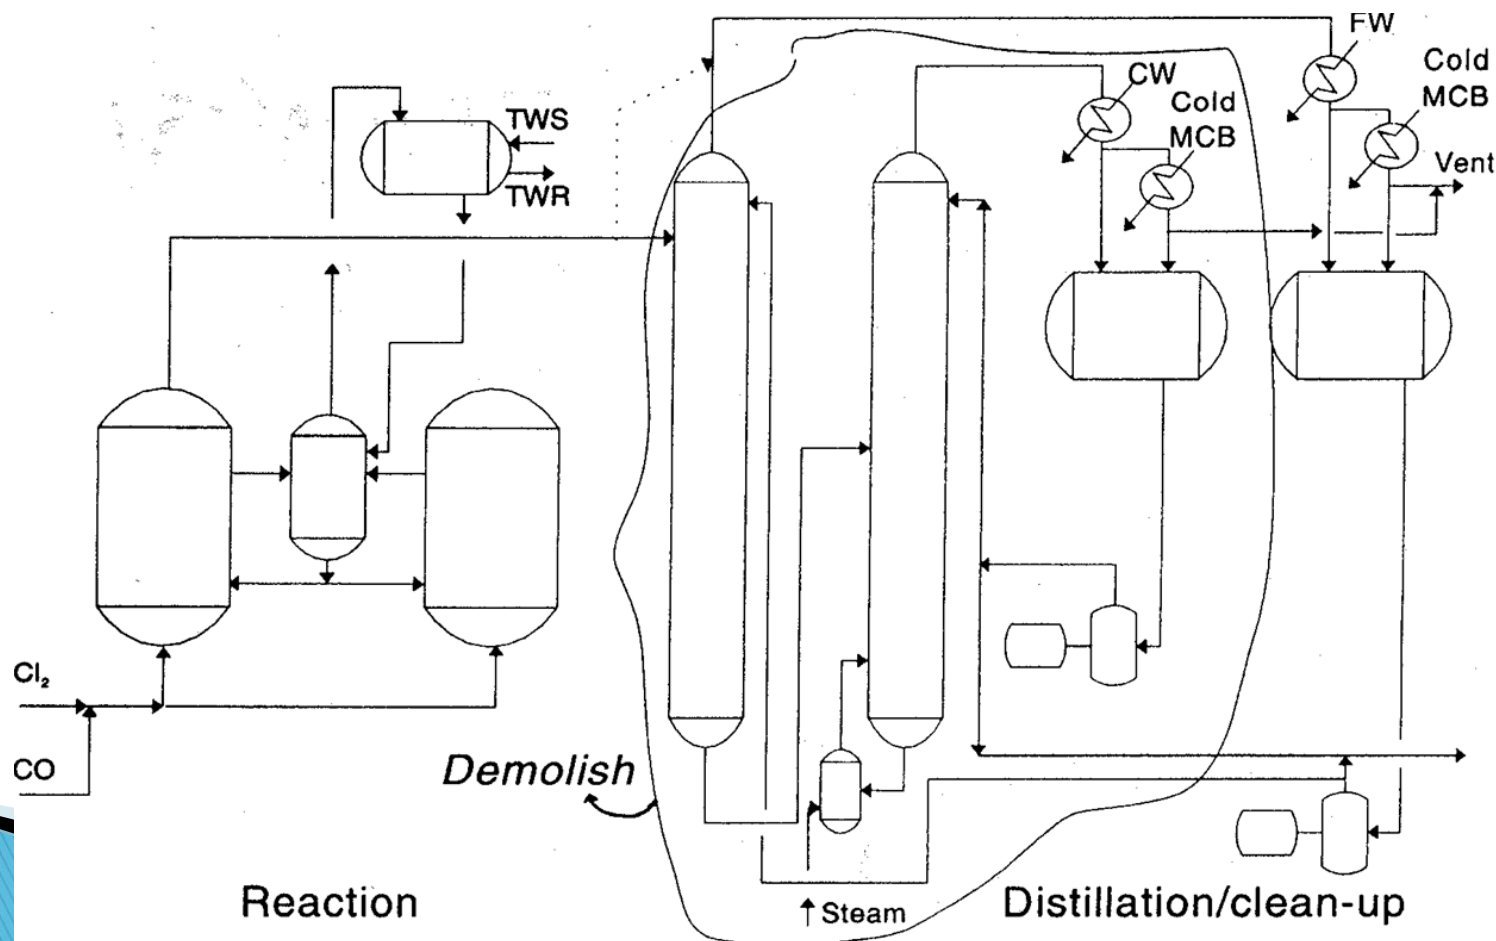 FW
Cold
MCB
CW
Cold
MCB
TWS
TWR
Vent
Cl₂
CO
Demolish
Reaction
Steam
Distillation/clean-up